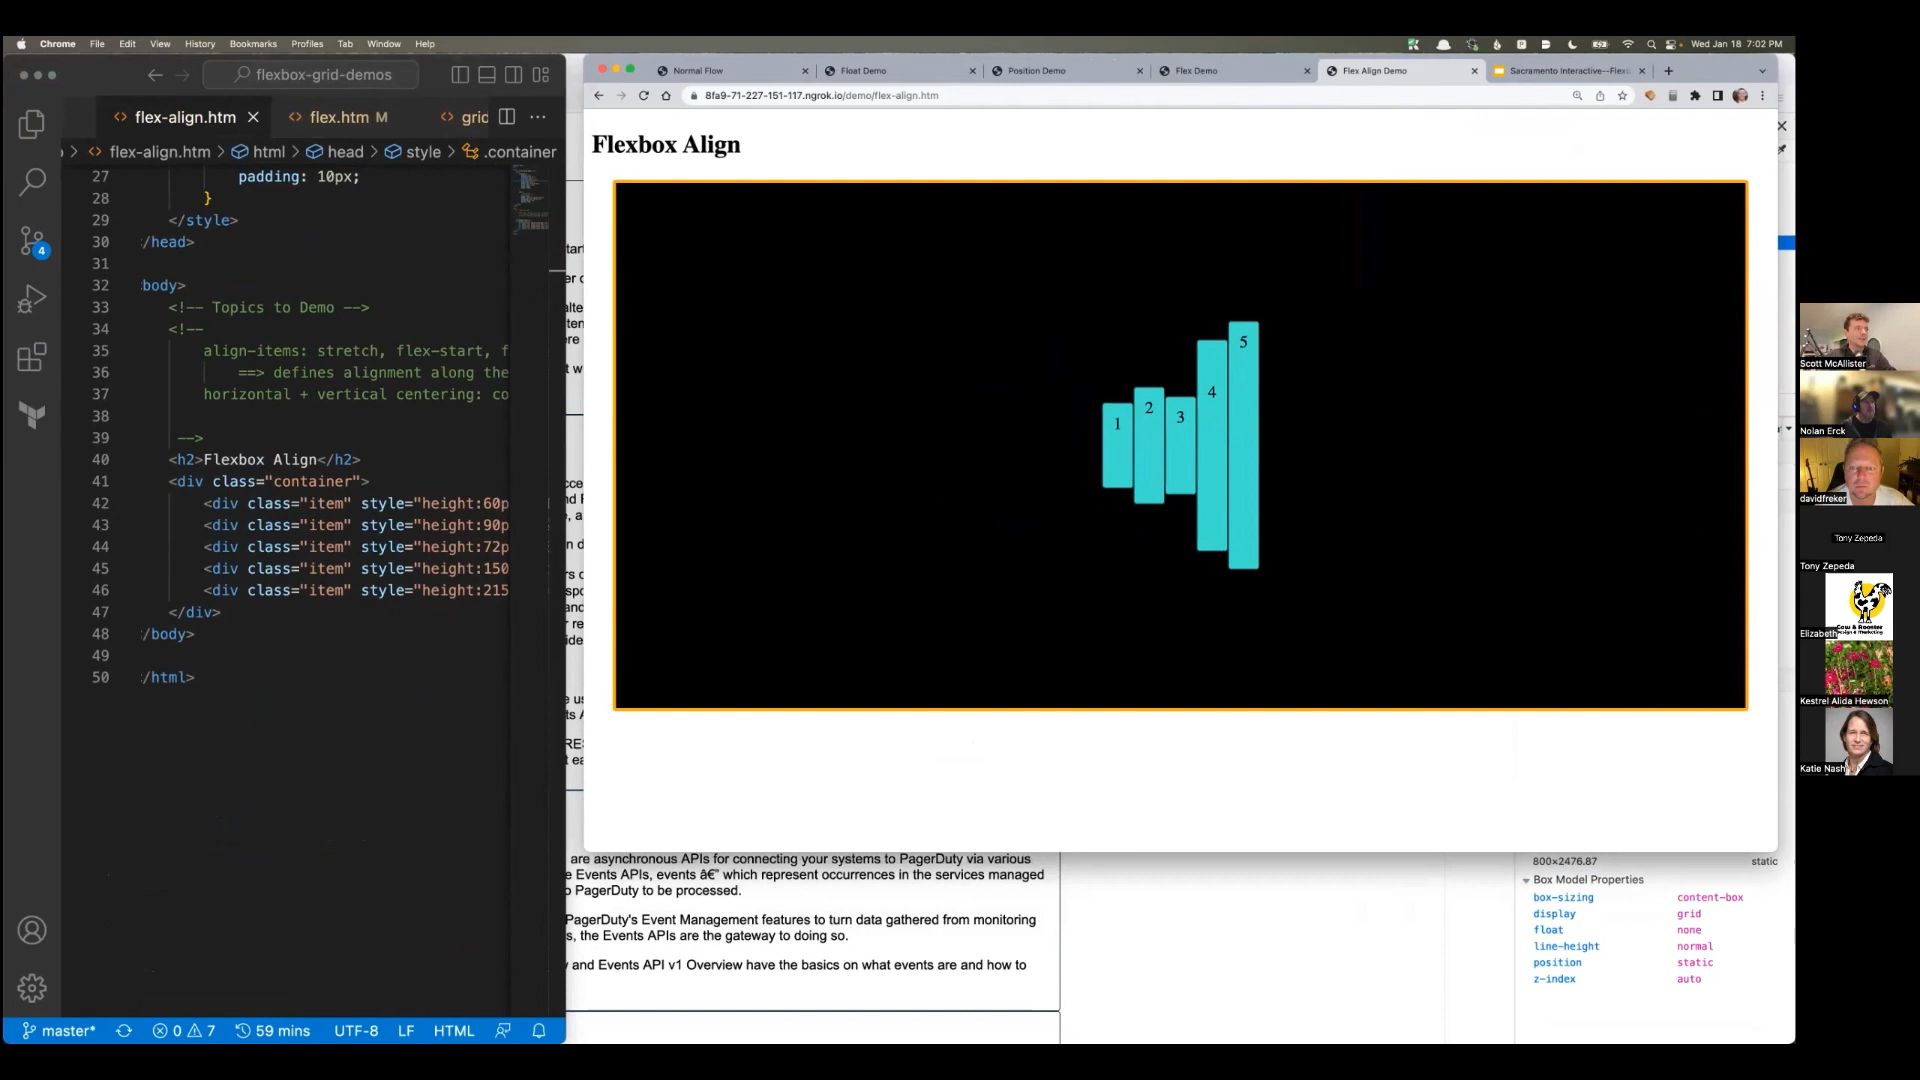 Chrome File Edit View History Bookmarks Profiles Tab Window Help
Wed Jan 18 7:02 PM
flexbox-grid-demos
flex-align.htm
flex.htm M
grid
flex-align.htm > html > head > style > .container
27 padding: 10px;
28 }
29 </style>
30 /head>
31
32 body>
33 <!-- Topics to Demo -->
34 <!--
35 align-items: stretch, flex-start, f
36 ==> defines alignment along the
37 horizontal + vertical centering: co
38
39 -->
40 <h2>Flexbox Align</h2>
41 <div class="container">
42 <div class="item" style="height:60p
43 <div class="item" style="height:90p
44 <div class="item" style="height:72p
45 <div class="item" style="height:150
46 <div class="item" style="height:215
47 </div>
48 /body>
49
50 /html>
4
master* 0 7 59 mins UTF-8 LF HTML
Normal Flow
Float Demo
Position Demo
Flex Demo
Flex Align Demo
Sacramento Interactive--Flex
8fa9-71-227-151-117.ngrok.io/demo/flex-align.htm
Flexbox Align
1
2
3
4
5
are asynchronous APIs for connecting your systems to PagerDuty via various
e Events APIs, events â€" which represent occurrences in the services managed
o PagerDuty to be processed.
PagerDuty's Event Management features to turn data gathered from monitoring
s, the Events APIs are the gateway to doing so.
and Events API v1 Overview have the basics on what events are and how to
800×2476.87 static
Box Model Properties
box-sizing content-box
display grid
float none
line-height normal
position static
z-index auto
Scott McAllister
Nolan Erck
davidfreker
Tony Zepeda
Tony Zepeda
Cow & Rooster
Design & Marketing
Elizabeth
Kestrel Alida Hewson
Katie Nash